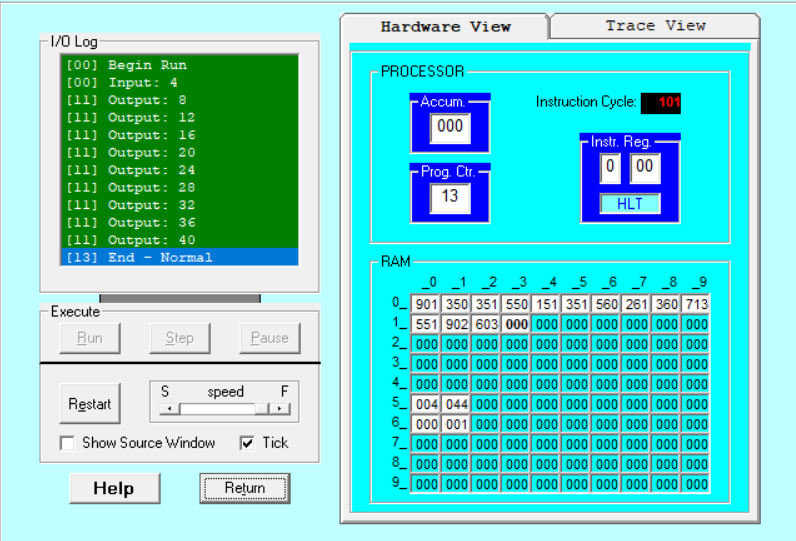 I/O Log
[00] Begin Run
[00] Input: 4
[11] Output: 8
[11] Output: 12
[11] Output: 16
[11] Output: 20
[11] Output: 24
[11] Output: 28
[11] Output: 32
[11] Output: 36
[11] Output: 40
[13] End - Normal
Execute
Run Step Pause
Restart
S speed F
Show Source Window Tick
Help Return
Hardware View Trace View
PROCESSOR
Accum.
000
Instruction Cycle: 101
Prog. Ctr.
13
Instr. Reg.
0 00
HLT
RAM
_0 _1 _2 _3 _4 _5 _6 _7 _8 _9
0_ 901 350 351 550 151 351 560 261 360 713
1_ 551 902 603 000 000 000 000 000 000 000
2_ 000 000 000 000 000 000 000 000 000 000
3_ 000 000 000 000 000 000 000 000 000 000
4_ 000 000 000 000 000 000 000 000 000 000
5_ 004 044 000 000 000 000 000 000 000 000
6_ 000 001 000 000 000 000 000 000 000 000
7_ 000 000 000 000 000 000 000 000 000 000
8_ 000 000 000 000 000 000 000 000 000 000
9_ 000 000 000 000 000 000 000 000 000 000